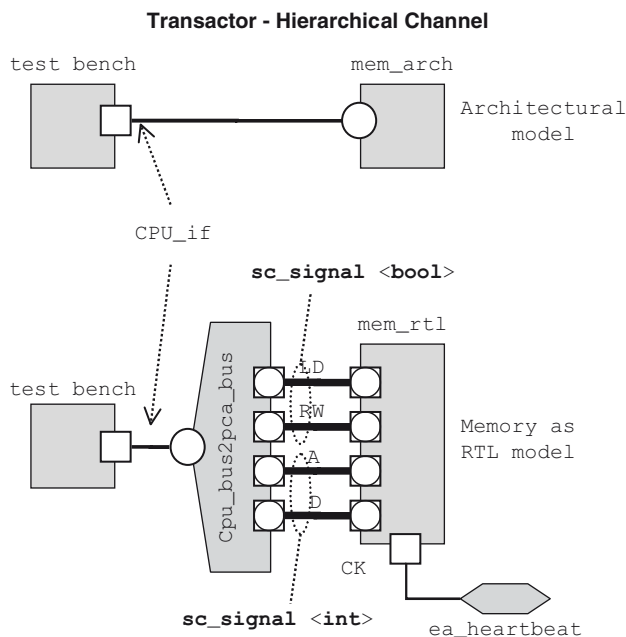 Transactor - Hierarchical Channel
test bench
mem_arch
Architectural
model
CPU_if
sc_signal <bool>
mem_rtl
test bench
Cpu_bus2pca_bus
LD
RW
A
D
Memory as
RTL model
CK
sc_signal <int>
ea_heartbeat